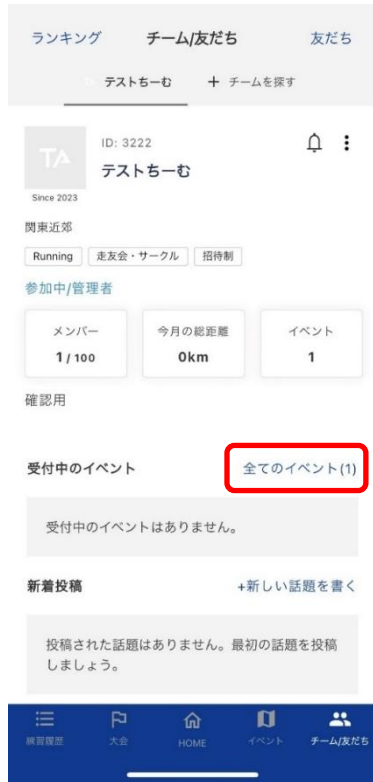 ランキング チーム/友だち 友だち
テストちーむ + チームを探す
TA
ID: 3222
テストちーむ
Since 2023
関東近郊
Running 走友会・サークル 招待制
参加中/管理者
メンバー 今月の総距離 イベント
1 / 100 0km 1
確認用
受付中のイベント 全てのイベント(1)
受付中のイベントはありません。
新着投稿 +新しい話題を書く
投稿された話題はありません。最初の話題を投稿
しましょう。
練習履歴 大会 HOME イベント チーム/友だち